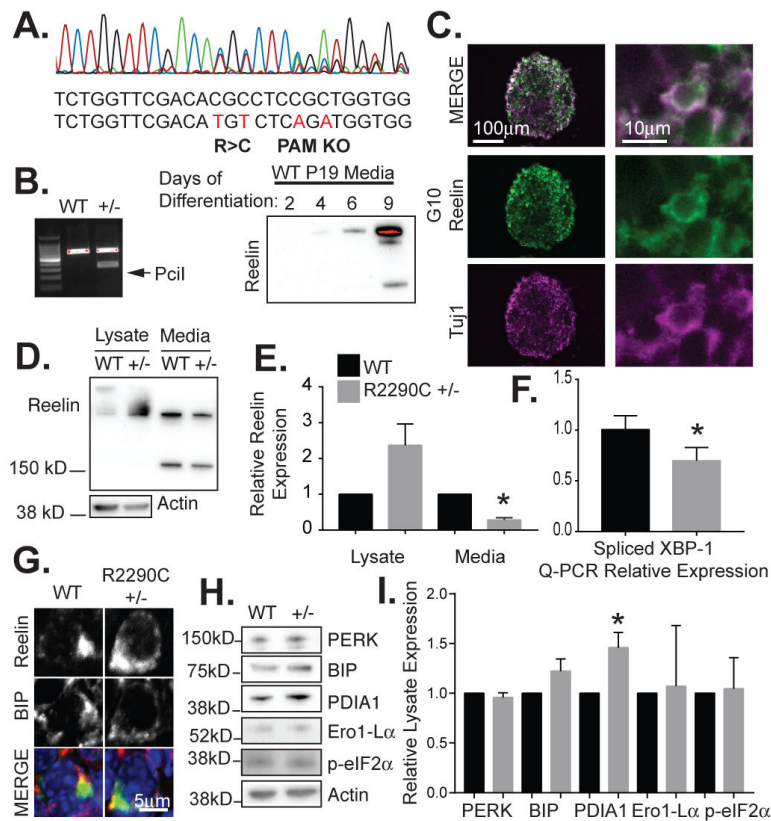 A.
TCTGGTTCGACACGCCTCCGCTGGTGG
TCTGGTTCGACA TGT CTCAGATGGTGG
R>C PAM KO
B.
WT +/-
PciI
Days of
Differentiation:
WT P19 Media
2 4 6 9
Reelin
C.
MERGE
100μm
10μm
G10
Reelin
Tuj1
D.
Lysate Media
WT +/- WT +/-
Reelin
150 kD
38 kD
Actin
E.
WT
R2290C +/-
Relative Reelin
Expression
4
3
2
1
0
*
Lysate Media
F.
1.5
1.0
0.5
0.0
*
Spliced XBP-1
Q-PCR Relative Expression
G.
WT
R2290C
+/-
Reelin
BIP
MERGE
5μm
H.
WT +/-
150kD PERK
75kD BIP
38kD PDIA1
52kD Ero1-Lα
38kD p-eIF2α
38kD Actin
I.
Relative Lysate Expression
2.0
1.5
1.0
0.5
0.0
*
PERK BIP PDIA1 Ero1-Lα p-eIF2α